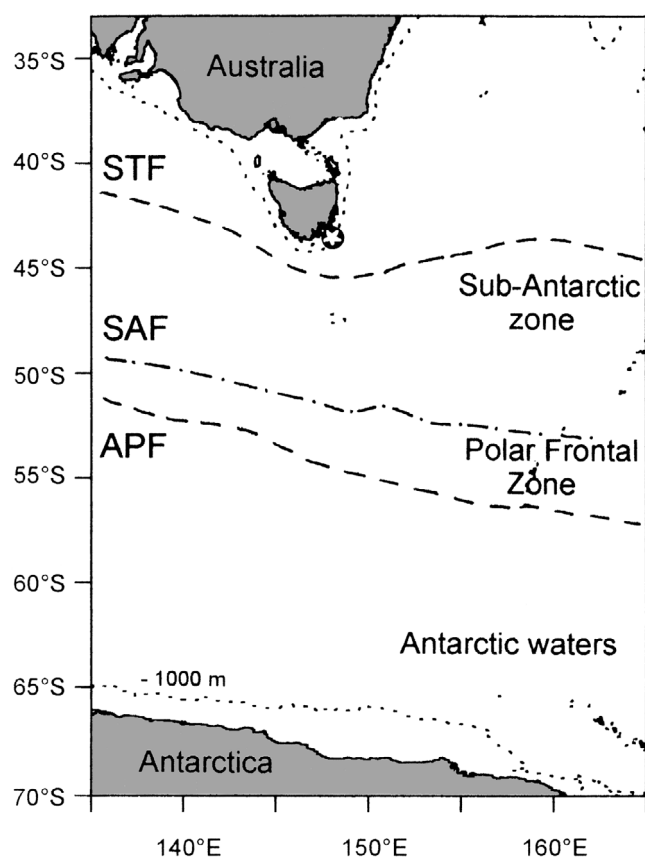 35°S
Australia
40°S
STF
45°S
Sub-Antarctic
zone
SAF
50°S
APF
Polar Frontal
Zone
55°S
60°S
Antarctic waters
- 1000 m
65°S
Antarctica
70°S
140°E
150°E
160°E